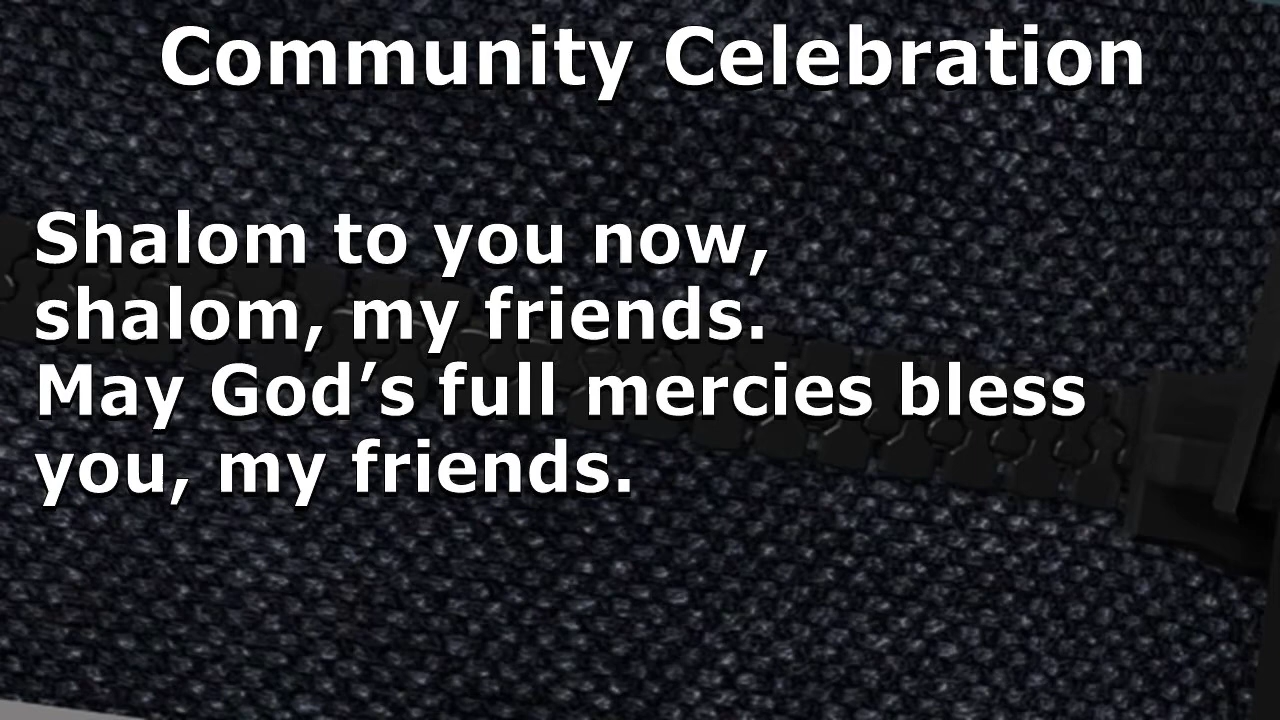 Community Celebration
Shalom to you now,
shalom, my friends.
May God’s full mercies bless
you, my friends.